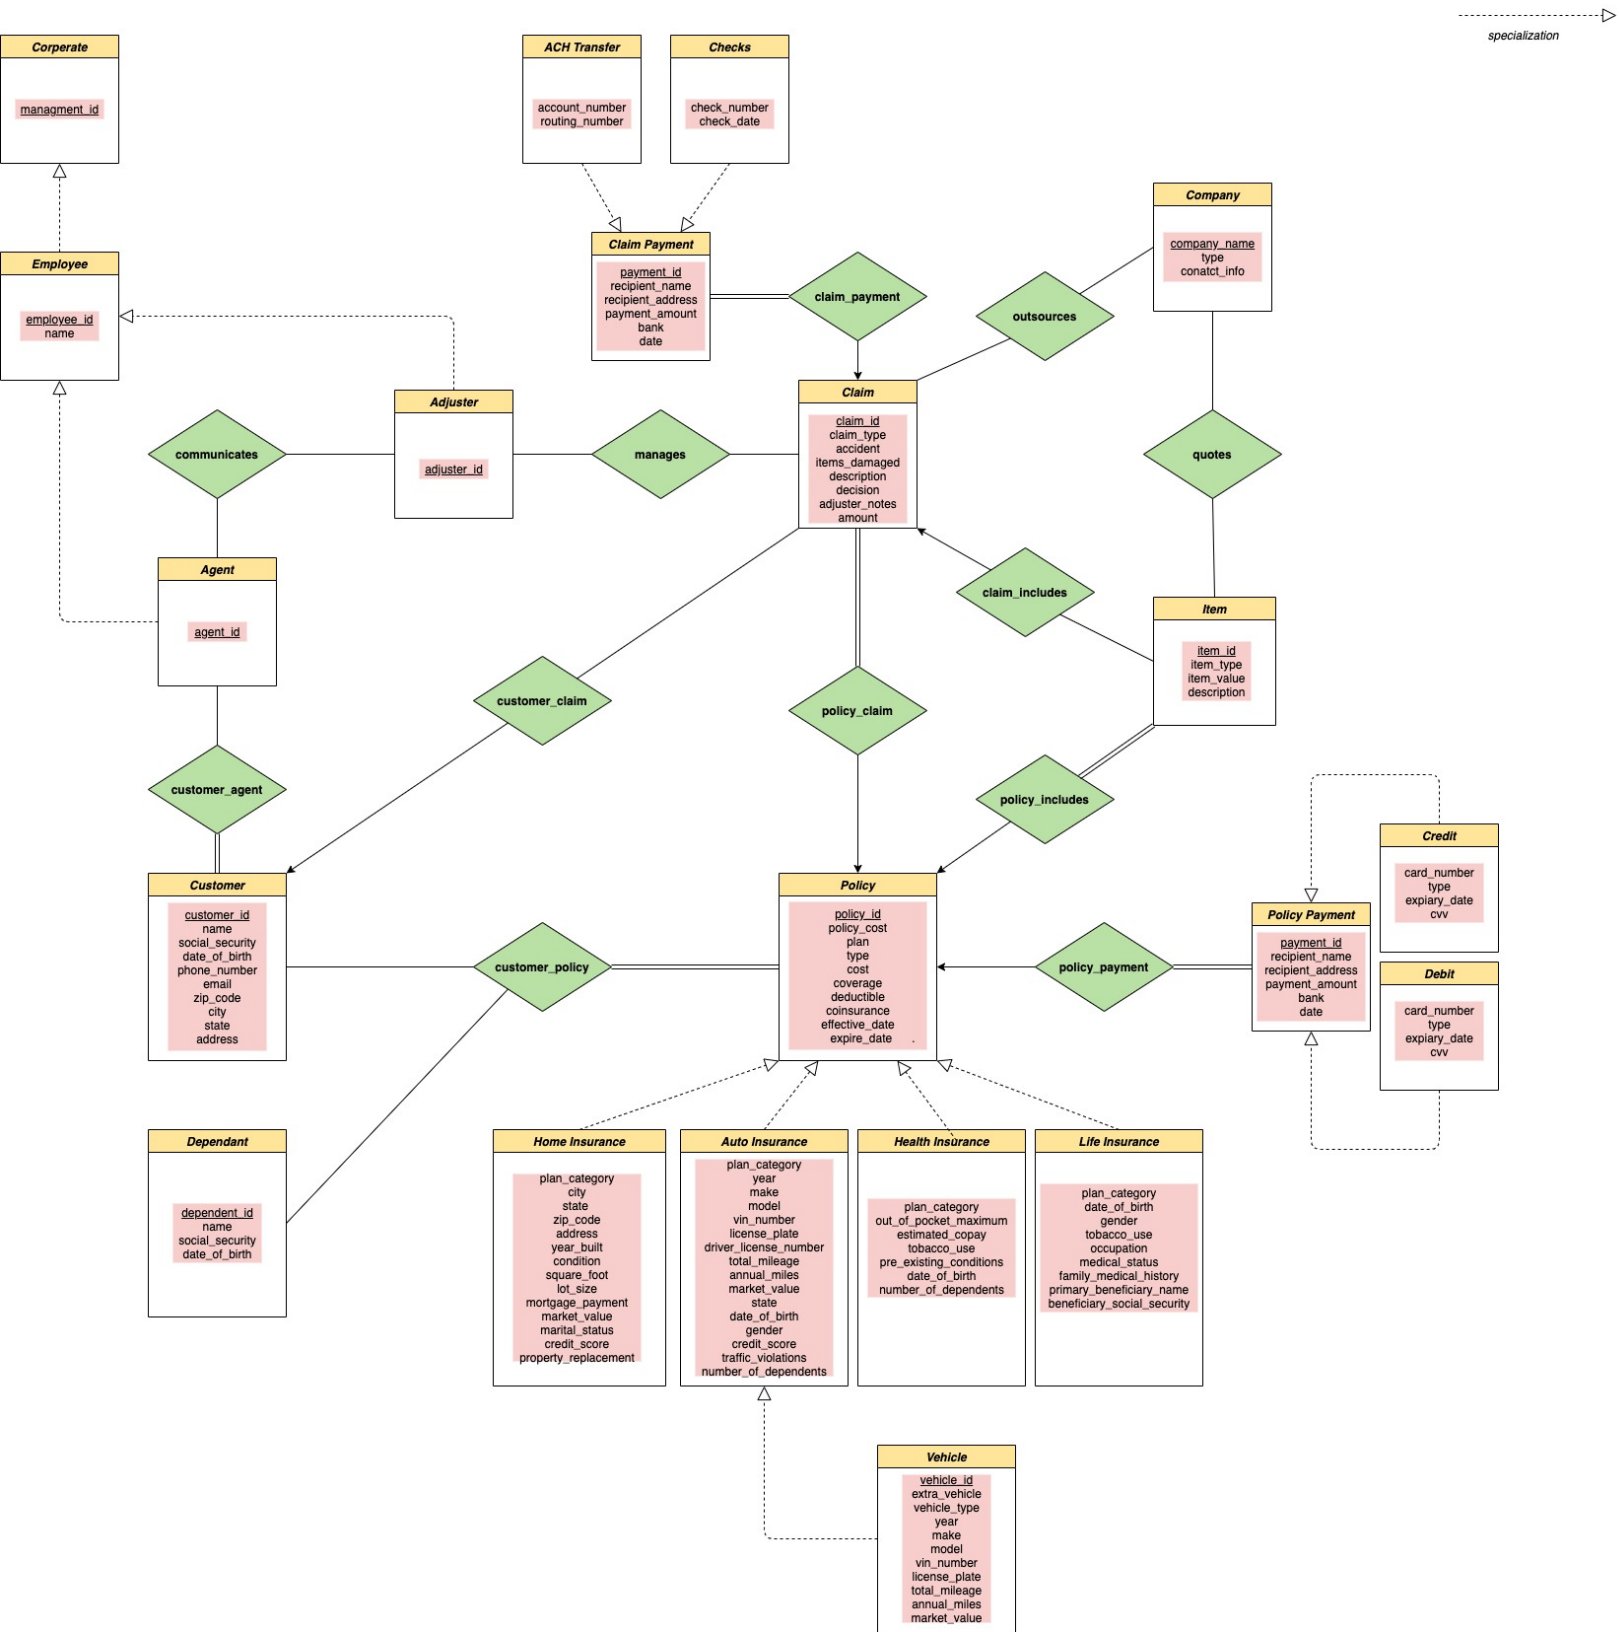 specialization
Corperate
managment_id
ACH Transfer
account_number
routing_number
Checks
check_number
check_date
Company
company_name
type
conatct_info
Employee
employee_id
name
Claim Payment
payment_id
recipient_name
recipient_address
payment_amount
bank
date
claim_payment
outsources
Adjuster
adjuster_id
Claim
claim_id
claim_type
accident
items_damaged
description
decision
adjuster_notes
amount
communicates
manages
quotes
Agent
agent_id
claim_includes
Item
item_id
item_type
item_value
description
customer_claim
policy_claim
customer_agent
policy_includes
Credit
card_number
type
expiary_date
cvv
Customer
customer_id
name
social_security
date_of_birth
phone_number
email
zip_code
city
state
address
customer_policy
Policy
policy_id
policy_cost
plan
type
cost
coverage
deductible
coinsurance
effective_date
expire_date .
policy_payment
Policy Payment
payment_id
recipient_name
recipient_address
payment_amount
bank
date
Debit
card_number
type
expiary_date
cvv
Dependant
dependent_id
name
social_security
date_of_birth
Home Insurance
plan_category
city
state
zip_code
address
year_built
condition
square_foot
lot_size
mortgage_payment
market_value
marital_status
credit_score
property_replacement
Auto Insurance
plan_category
year
make
model
vin_number
license_plate
driver_license_number
total_mileage
annual_miles
market_value
state
date_of_birth
gender
credit_score
traffic_violations
number_of_dependents
Health Insurance
plan_category
out_of_pocket_maximum
estimated_copay
tobacco_use
pre_existing_conditions
date_of_birth
number_of_dependents
Life Insurance
plan_category
date_of_birth
gender
tobacco_use
occupation
medical_status
family_medical_history
primary_beneficiary_name
beneficiary_social_security
Vehicle
vehicle_id
extra_vehicle
vehicle_type
year
make
model
vin_number
license_plate
total_mileage
annual_miles
market_value